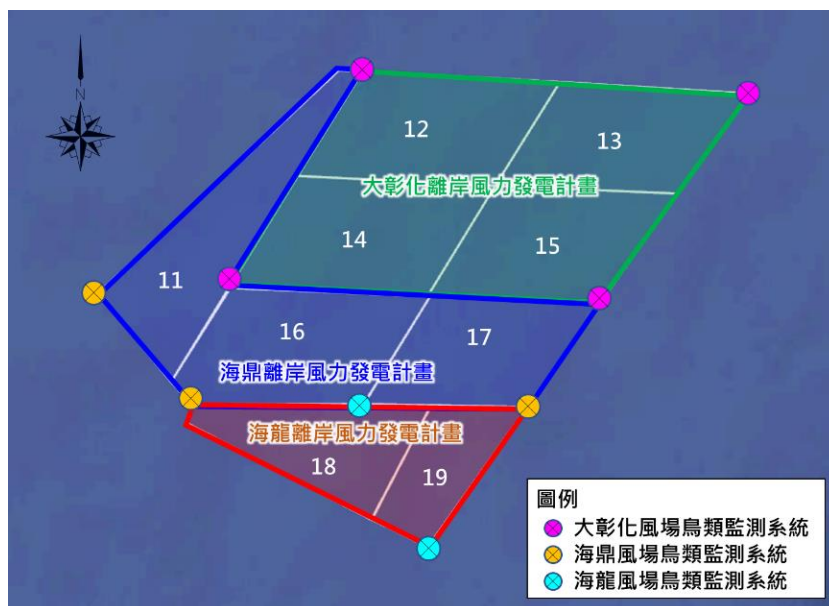 N
12
13
大彰化離岸風力發電計畫
14
15
11
16
17
海鼎離岸風力發電計畫
海龍離岸風力發電計畫
18
19
圖例
大彰化風場鳥類監測系統
海鼎風場鳥類監測系統
海龍風場鳥類監測系統